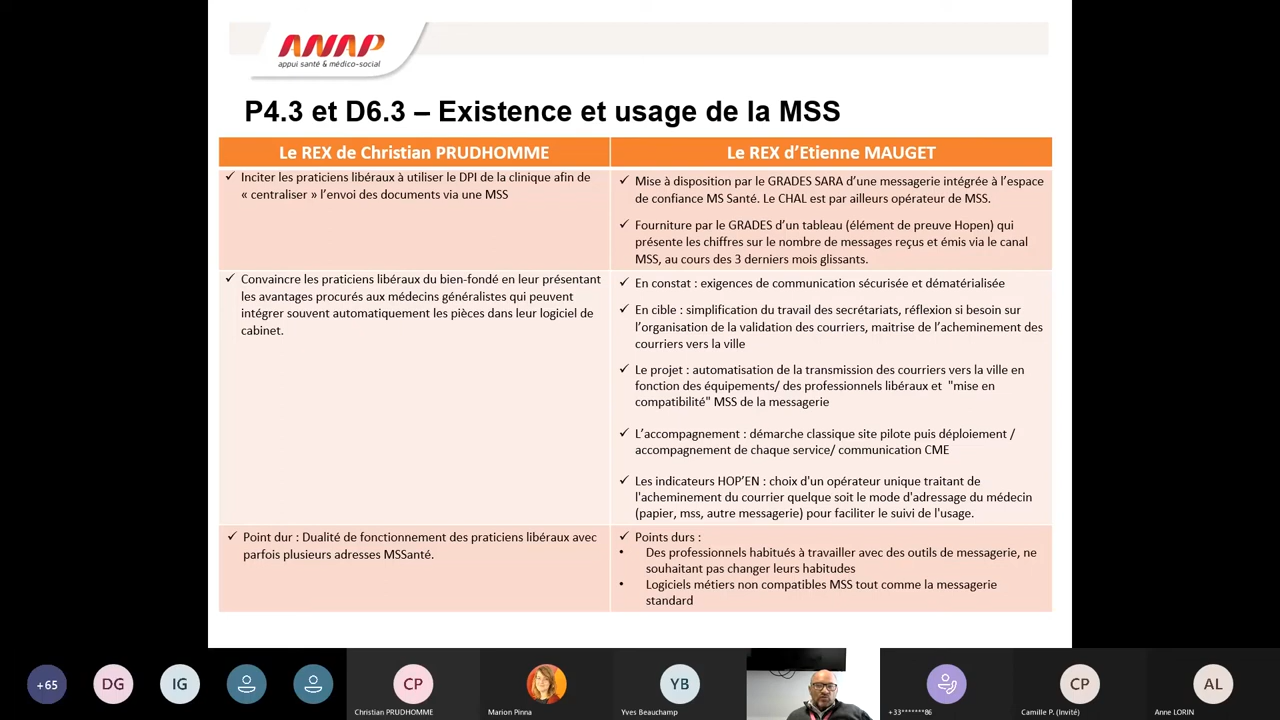 ANAP
appui santé & médico-social
P4.3 et D6.3 – Existence et usage de la MSS
Le REX de Christian PRUDHOMME
Le REX d’Etienne MAUGET
✓ Inciter les praticiens libéraux à utiliser le DPI de la clinique afin de
« centraliser » l’envoi des documents via une MSS
✓ Mise à disposition par le GRADES SARA d’une messagerie intégrée à l’espace
de confiance MS Santé. Le CHAL est par ailleurs opérateur de MSS.
✓ Fourniture par le GRADES d’un tableau (élément de preuve Hopen) qui
présente les chiffres sur le nombre de messages reçus et émis via le canal
MSS, au cours des 3 derniers mois glissants.
✓ Convaincre les praticiens libéraux du bien-fondé en leur présentant
les avantages procurés aux médecins généralistes qui peuvent
intégrer souvent automatiquement les pièces dans leur logiciel de
cabinet.
✓ En constat : exigences de communication sécurisée et dématérialisée
✓ En cible : simplification du travail des secrétariats, réflexion si besoin sur
l’organisation de la validation des courriers, maitrise de l’acheminement des
courriers vers la ville
✓ Le projet : automatisation de la transmission des courriers vers la ville en
fonction des équipements/ des professionnels libéraux et "mise en
compatibilité" MSS de la messagerie
✓ L’accompagnement : démarche classique site pilote puis déploiement /
accompagnement de chaque service/ communication CME
✓ Les indicateurs HOP’EN : choix d'un opérateur unique traitant de
l'acheminement du courrier quelque soit le mode d'adressage du médecin
(papier, mss, autre messagerie) pour faciliter le suivi de l'usage.
✓ Point dur : Dualité de fonctionnement des praticiens libéraux avec
parfois plusieurs adresses MSSanté.
✓ Points durs :
• Des professionnels habitués à travailler avec des outils de messagerie, ne
souhaitant pas changer leurs habitudes
• Logiciels métiers non compatibles MSS tout comme la messagerie
standard
+65
DG
IG
CP
Christian PRUDHOMME
Marion Pinna
YB
Yves Beauchamp
+33*******86
CP
Camille P. (Invité)
AL
Anne LORIN